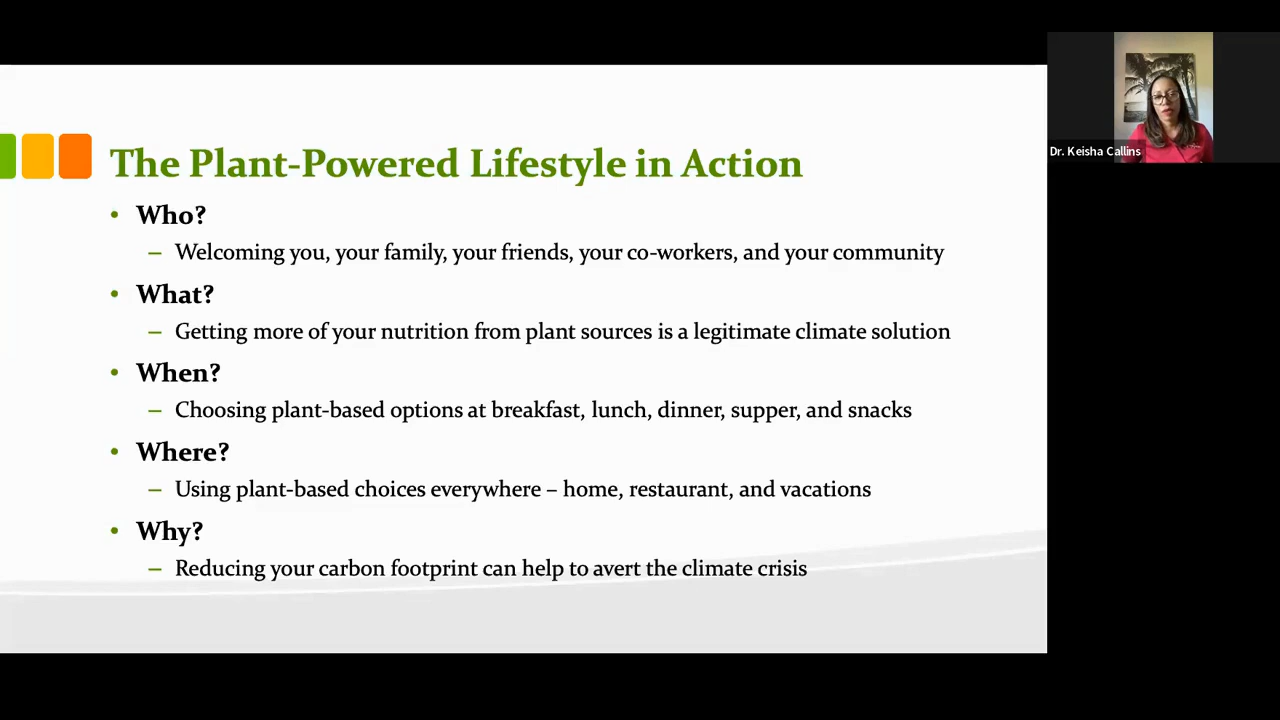 The Plant-Powered Lifestyle in Action
• Who?
– Welcoming you, your family, your friends, your co-workers, and your community
• What?
– Getting more of your nutrition from plant sources is a legitimate climate solution
• When?
– Choosing plant-based options at breakfast, lunch, dinner, supper, and snacks
• Where?
– Using plant-based choices everywhere – home, restaurant, and vacations
• Why?
– Reducing your carbon footprint can help to avert the climate crisis
Dr. Keisha Callins